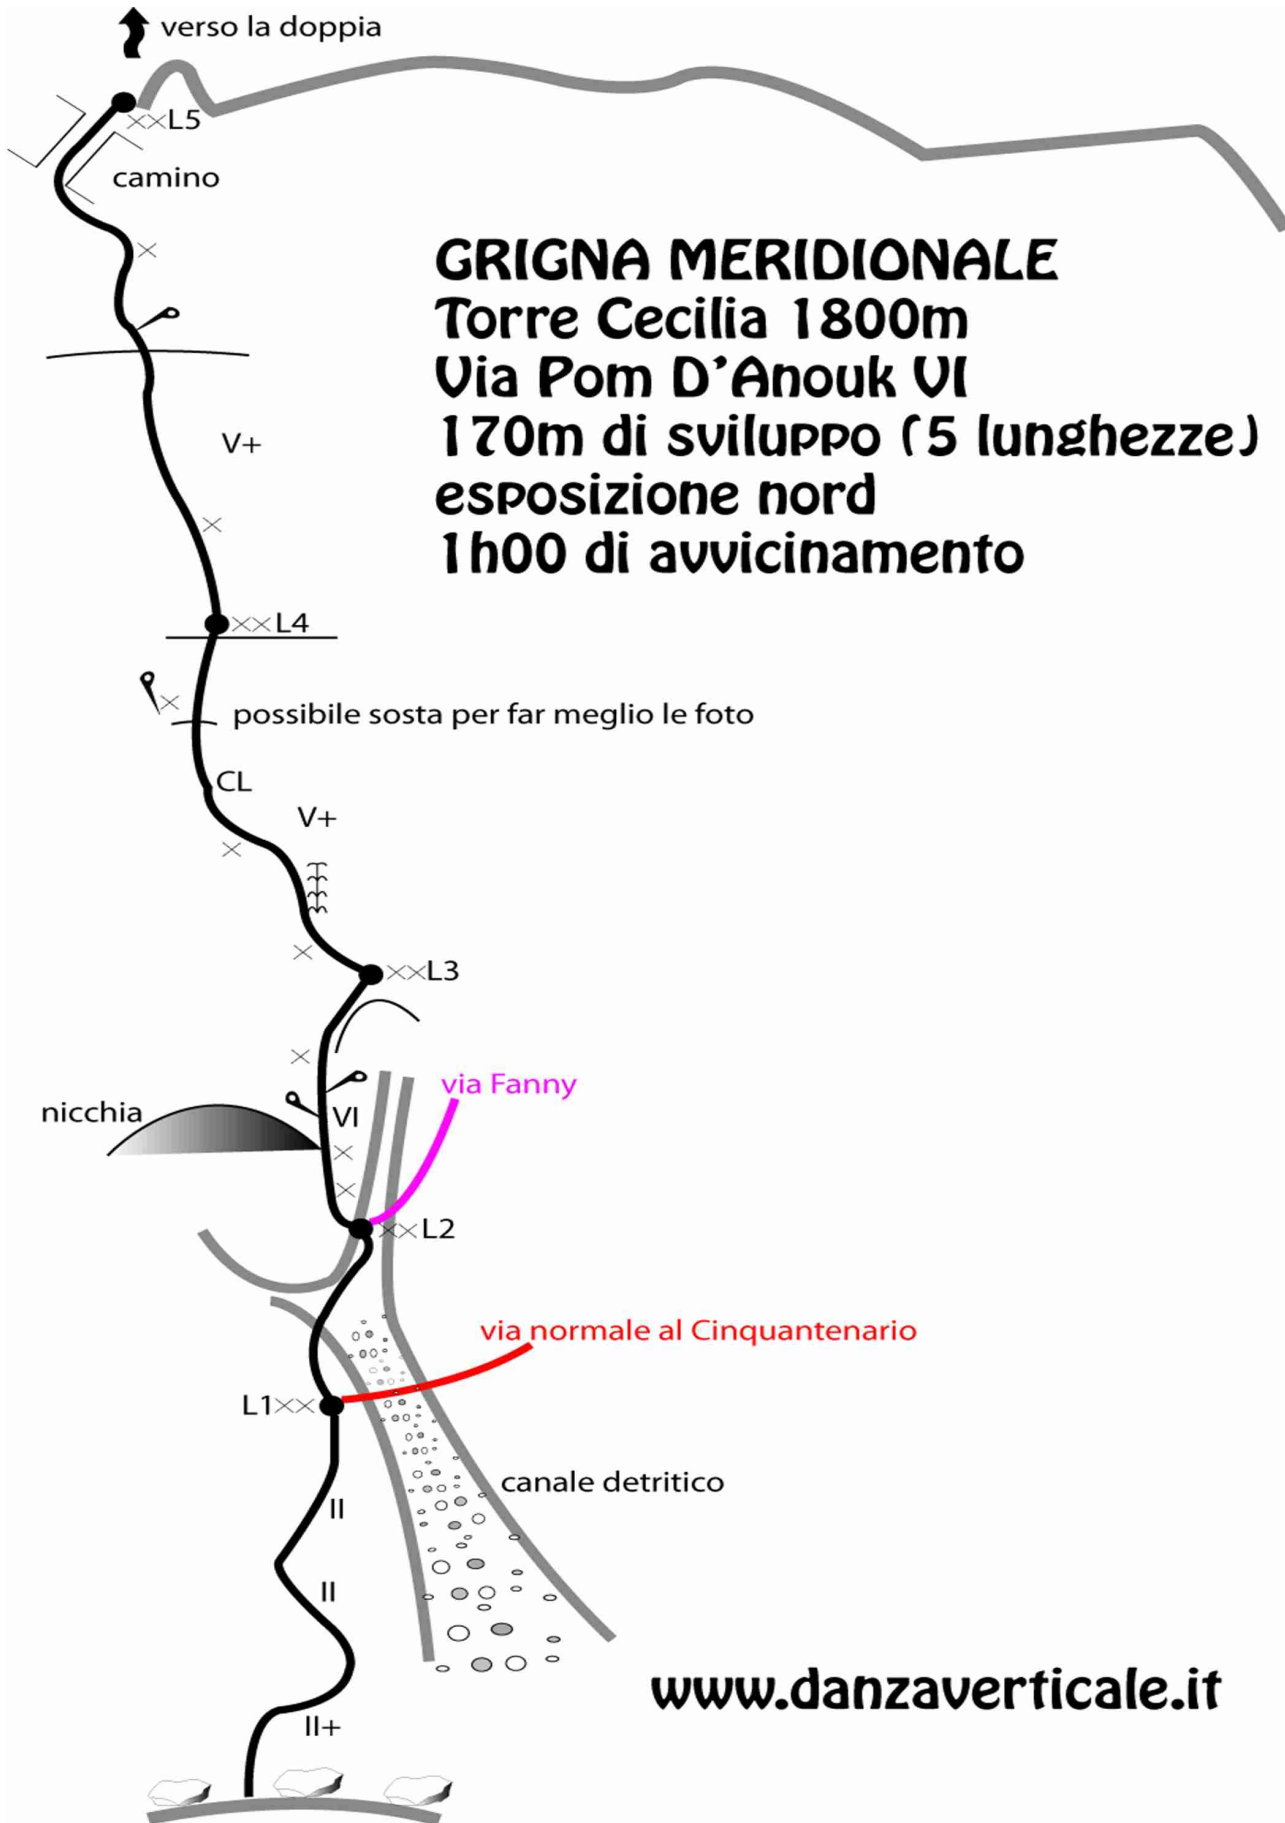 verso la doppia
L5
camino
GRIGNA MERIDIONALE
Torre Cecilia 1800m
Via Pom D'Anouk VI
170m di sviluppo (5 lunghezze)
esposizione nord
1h00 di avvicinamento
V+
L4
possibile sosta per far meglio le foto
CL
V+
L3
via Fanny
nicchia
VI
L2
via normale al Cinquantenario
L1
canale detritico
II
II
www.danzaverticale.it
II+